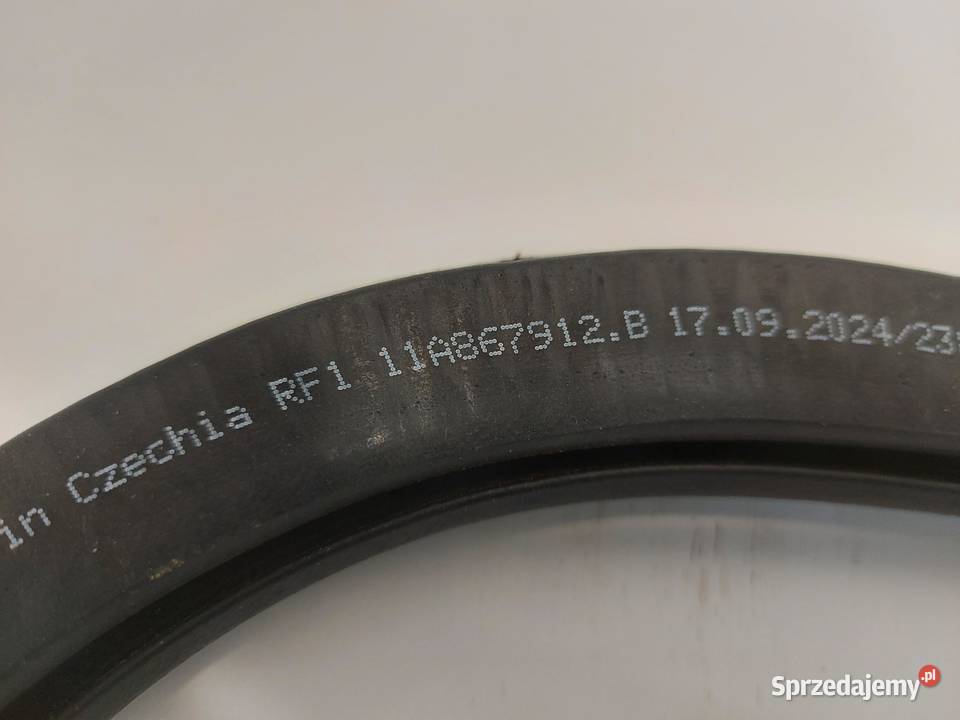 in Czechia RF1 11A867912.B 17.09.2024/23
Sprzedajemy.pl